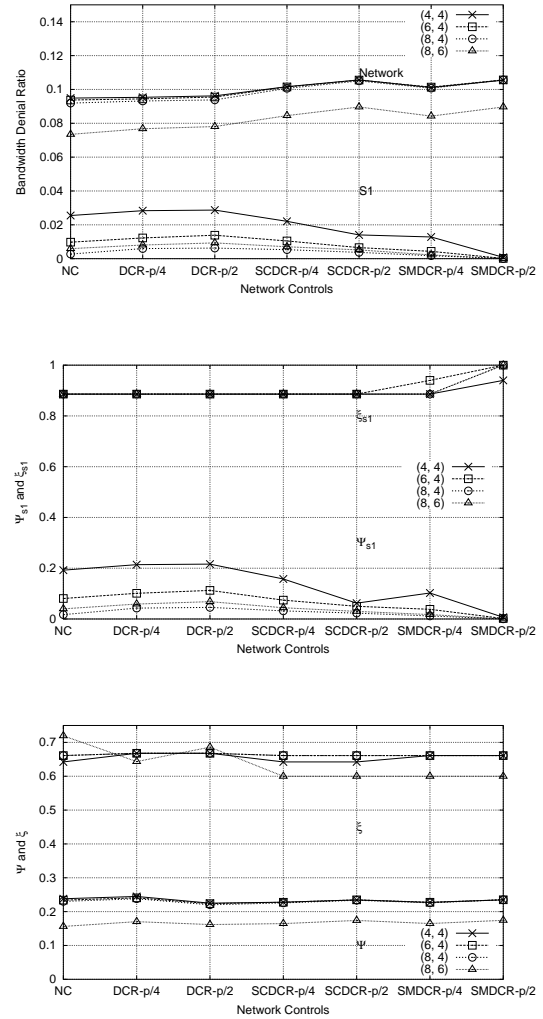 0.14
0.12
0.1
0.08
0.06
0.04
0.02
0
Bandwidth Denial Ratio
(4, 4)
(6, 4)
(8, 4)
(8, 6)
Network
S1
NC DCR-p/4 DCR-p/2 SCDCR-p/4 SCDCR-p/2 SMDCR-p/4 SMDCR-p/2
Network Controls
1
0.8
0.6
0.4
0.2
0
Ψs1 and ξs1
ξs1
(4, 4)
(6, 4)
(8, 4)
(8, 6)
Ψs1
NC DCR-p/4 DCR-p/2 SCDCR-p/4 SCDCR-p/2 SMDCR-p/4 SMDCR-p/2
Network Controls
0.7
0.6
0.5
0.4
0.3
0.2
0.1
0
Ψ and ξ
ξ
Ψ
(4, 4)
(6, 4)
(8, 4)
(8, 6)
NC DCR-p/4 DCR-p/2 SCDCR-p/4 SCDCR-p/2 SMDCR-p/4 SMDCR-p/2
Network Controls